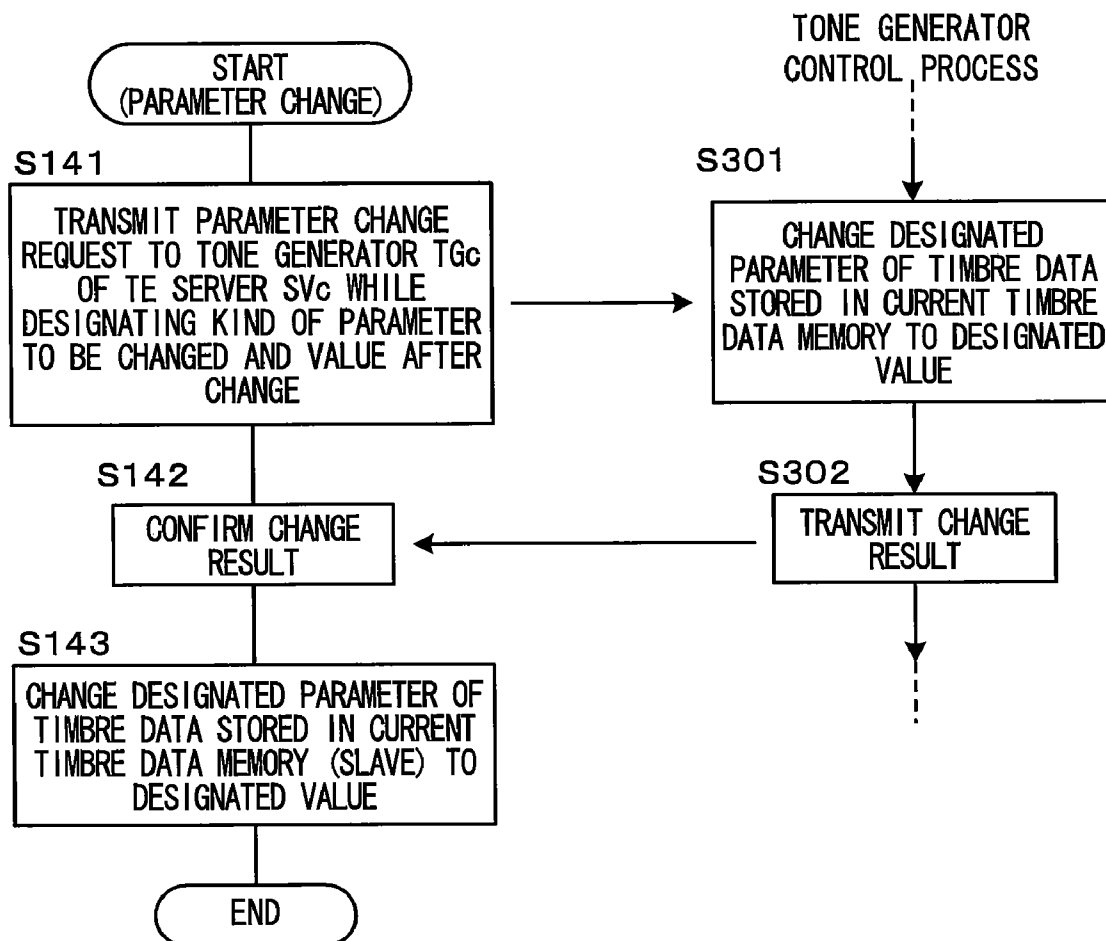 START
(PARAMETER CHANGE)
S141
TRANSMIT PARAMETER CHANGE
REQUEST TO TONE GENERATOR TGc
OF TE SERVER SVc WHILE
DESIGNATING KIND OF PARAMETER
TO BE CHANGED AND VALUE AFTER
CHANGE
S142
CONFIRM CHANGE
RESULT
S143
CHANGE DESIGNATED PARAMETER OF
TIMBRE DATA STORED IN CURRENT
TIMBRE DATA MEMORY (SLAVE) TO
DESIGNATED VALUE
END
TONE GENERATOR
CONTROL PROCESS
S301
CHANGE DESIGNATED
PARAMETER OF TIMBRE DATA
STORED IN CURRENT TIMBRE
DATA MEMORY TO DESIGNATED
VALUE
S302
TRANSMIT CHANGE
RESULT